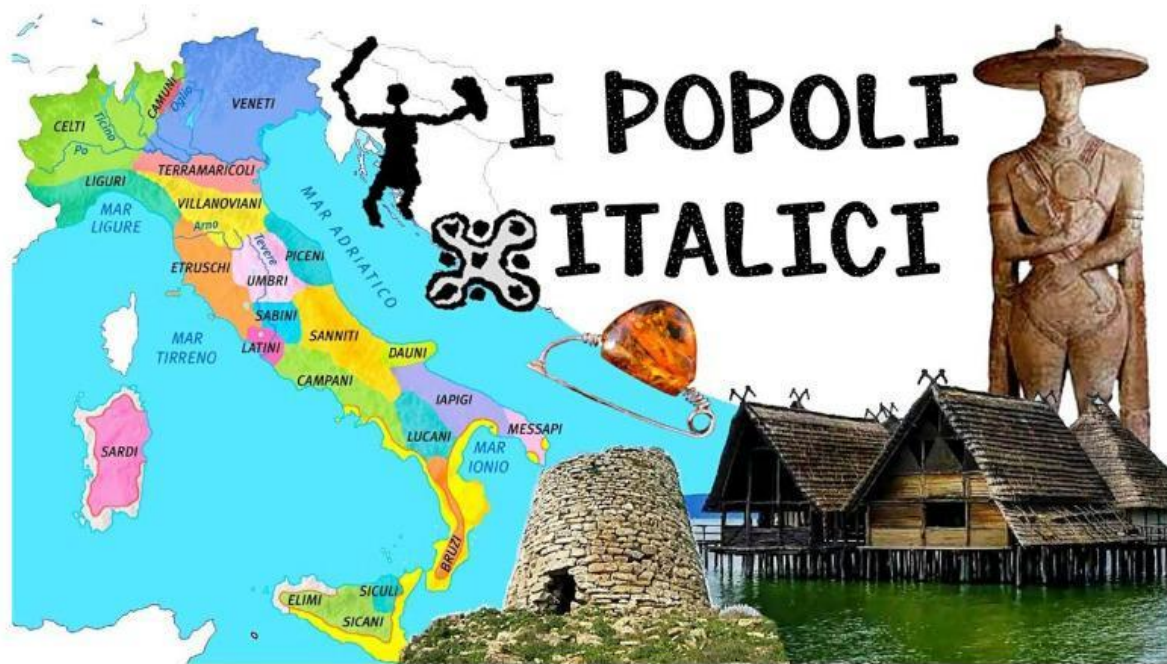 I POPOLI
ITALICI
CELTI
Ticino
Po
CAMUNI
Oglio
VENETI
LIGURI
TERRAMARICOLI
VILLANOVIANI
MAR
LIGURE
Arno
ETRUSCHI
Tevere
UMBRI
PICENI
MAR ADRIATICO
SABINI
LATINI
SANNITI
MAR
TIRRENO
DAUNI
CAMPANI
IAPIGI
MESSAPI
LUCANI
MAR
IONIO
SARDI
BRUZI
ELIMI
SICULI
SICANI